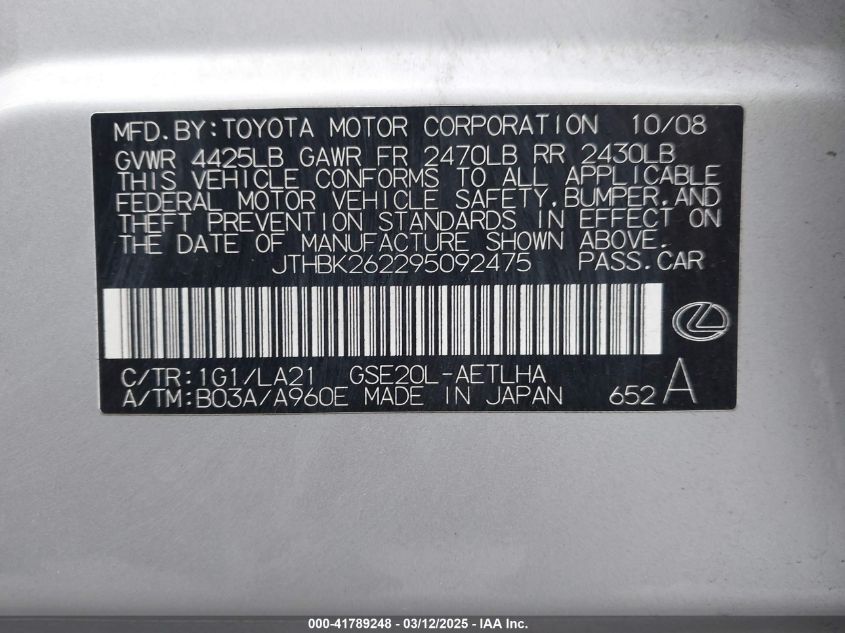 MFD. BY: TOYOTA MOTOR CORPORATION 10/08
GVWR 4425LB GAWR FR 2470LB RR 2430LB
THIS VEHICLE CONFORMS TO ALL APPLICABLE
FEDERAL MOTOR VEHICLE SAFETY, BUMPER, AND
THEFT PREVENTION STANDARDS IN EFFECT ON
THE DATE OF MANUFACTURE SHOWN ABOVE.
JTHBK262295092475 PASS. CAR
C/TR: 1G1/LA21 GSE20L-AETLHA
A/TM: B03A/A960E MADE IN JAPAN 652 A
000-41789248 - 03/12/2025 - IAA Inc.